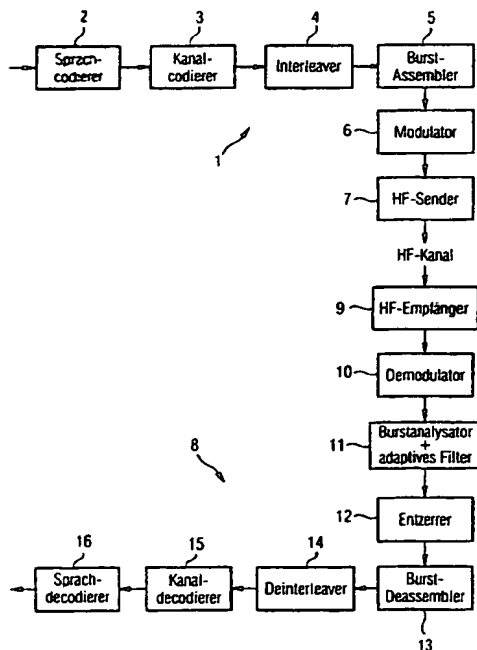 2
3
4
5
Sprach-
codierer
Kanal-
codierer
Interleaver
Burst-
Assembler
1
6
Modulator
7
HF-Sender
HF-Kanal
9
HF-Empfänger
10
Demodulator
8
11
Burstanalysator
+
adaptives Filter
12
Entzerrer
16
15
14
Sprach-
decodierer
Kanal-
decodierer
Deinterleaver
Burst-
Deassembler
13